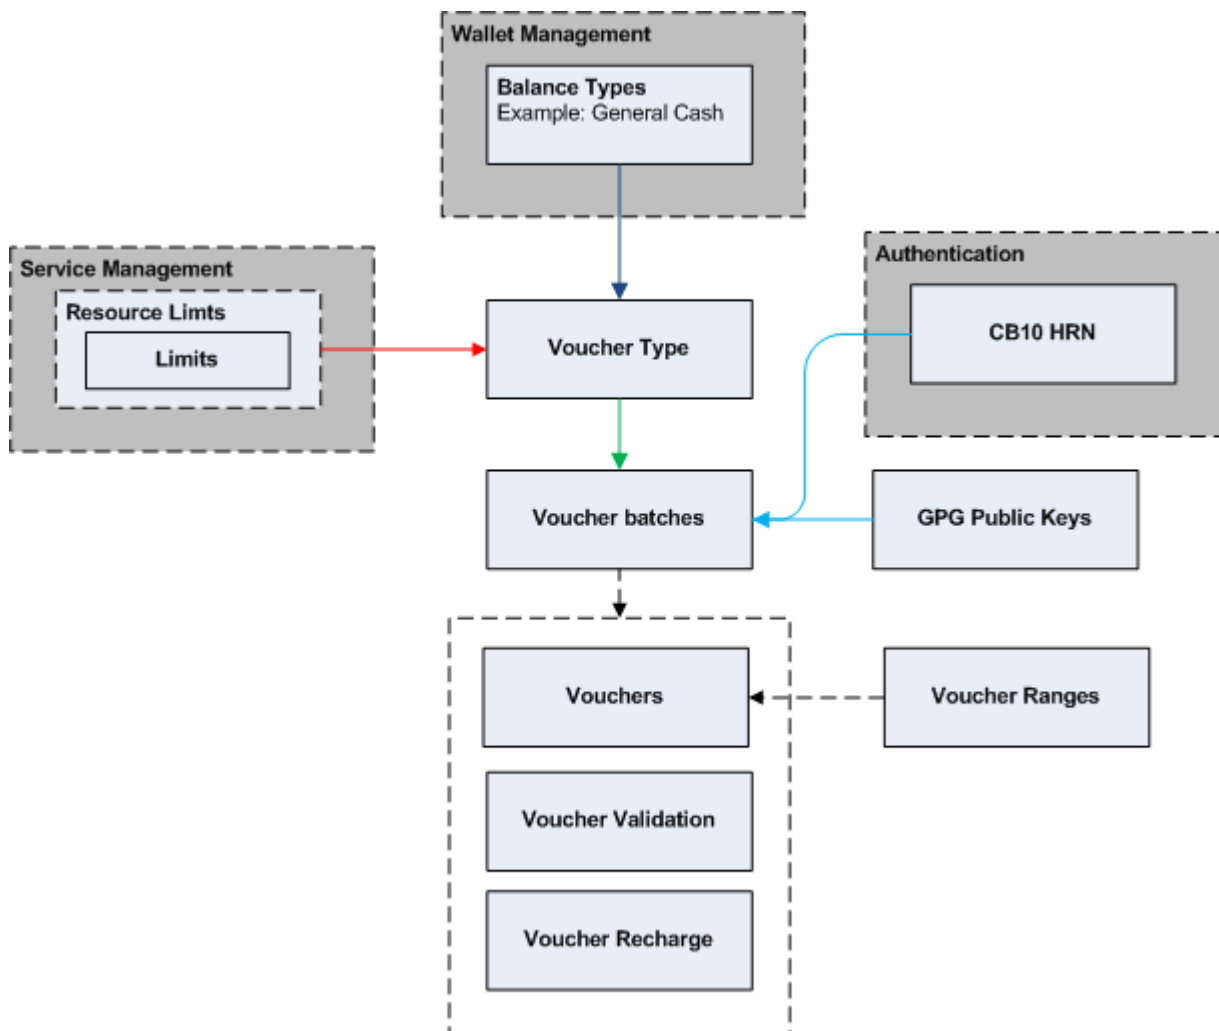 Wallet Management
Balance Types
Example: General Cash
Service Management
Resource Limts
Limits
Authentication
CB10 HRN
Voucher Type
Voucher batches
GPG Public Keys
Vouchers
Voucher Ranges
Voucher Validation
Voucher Recharge